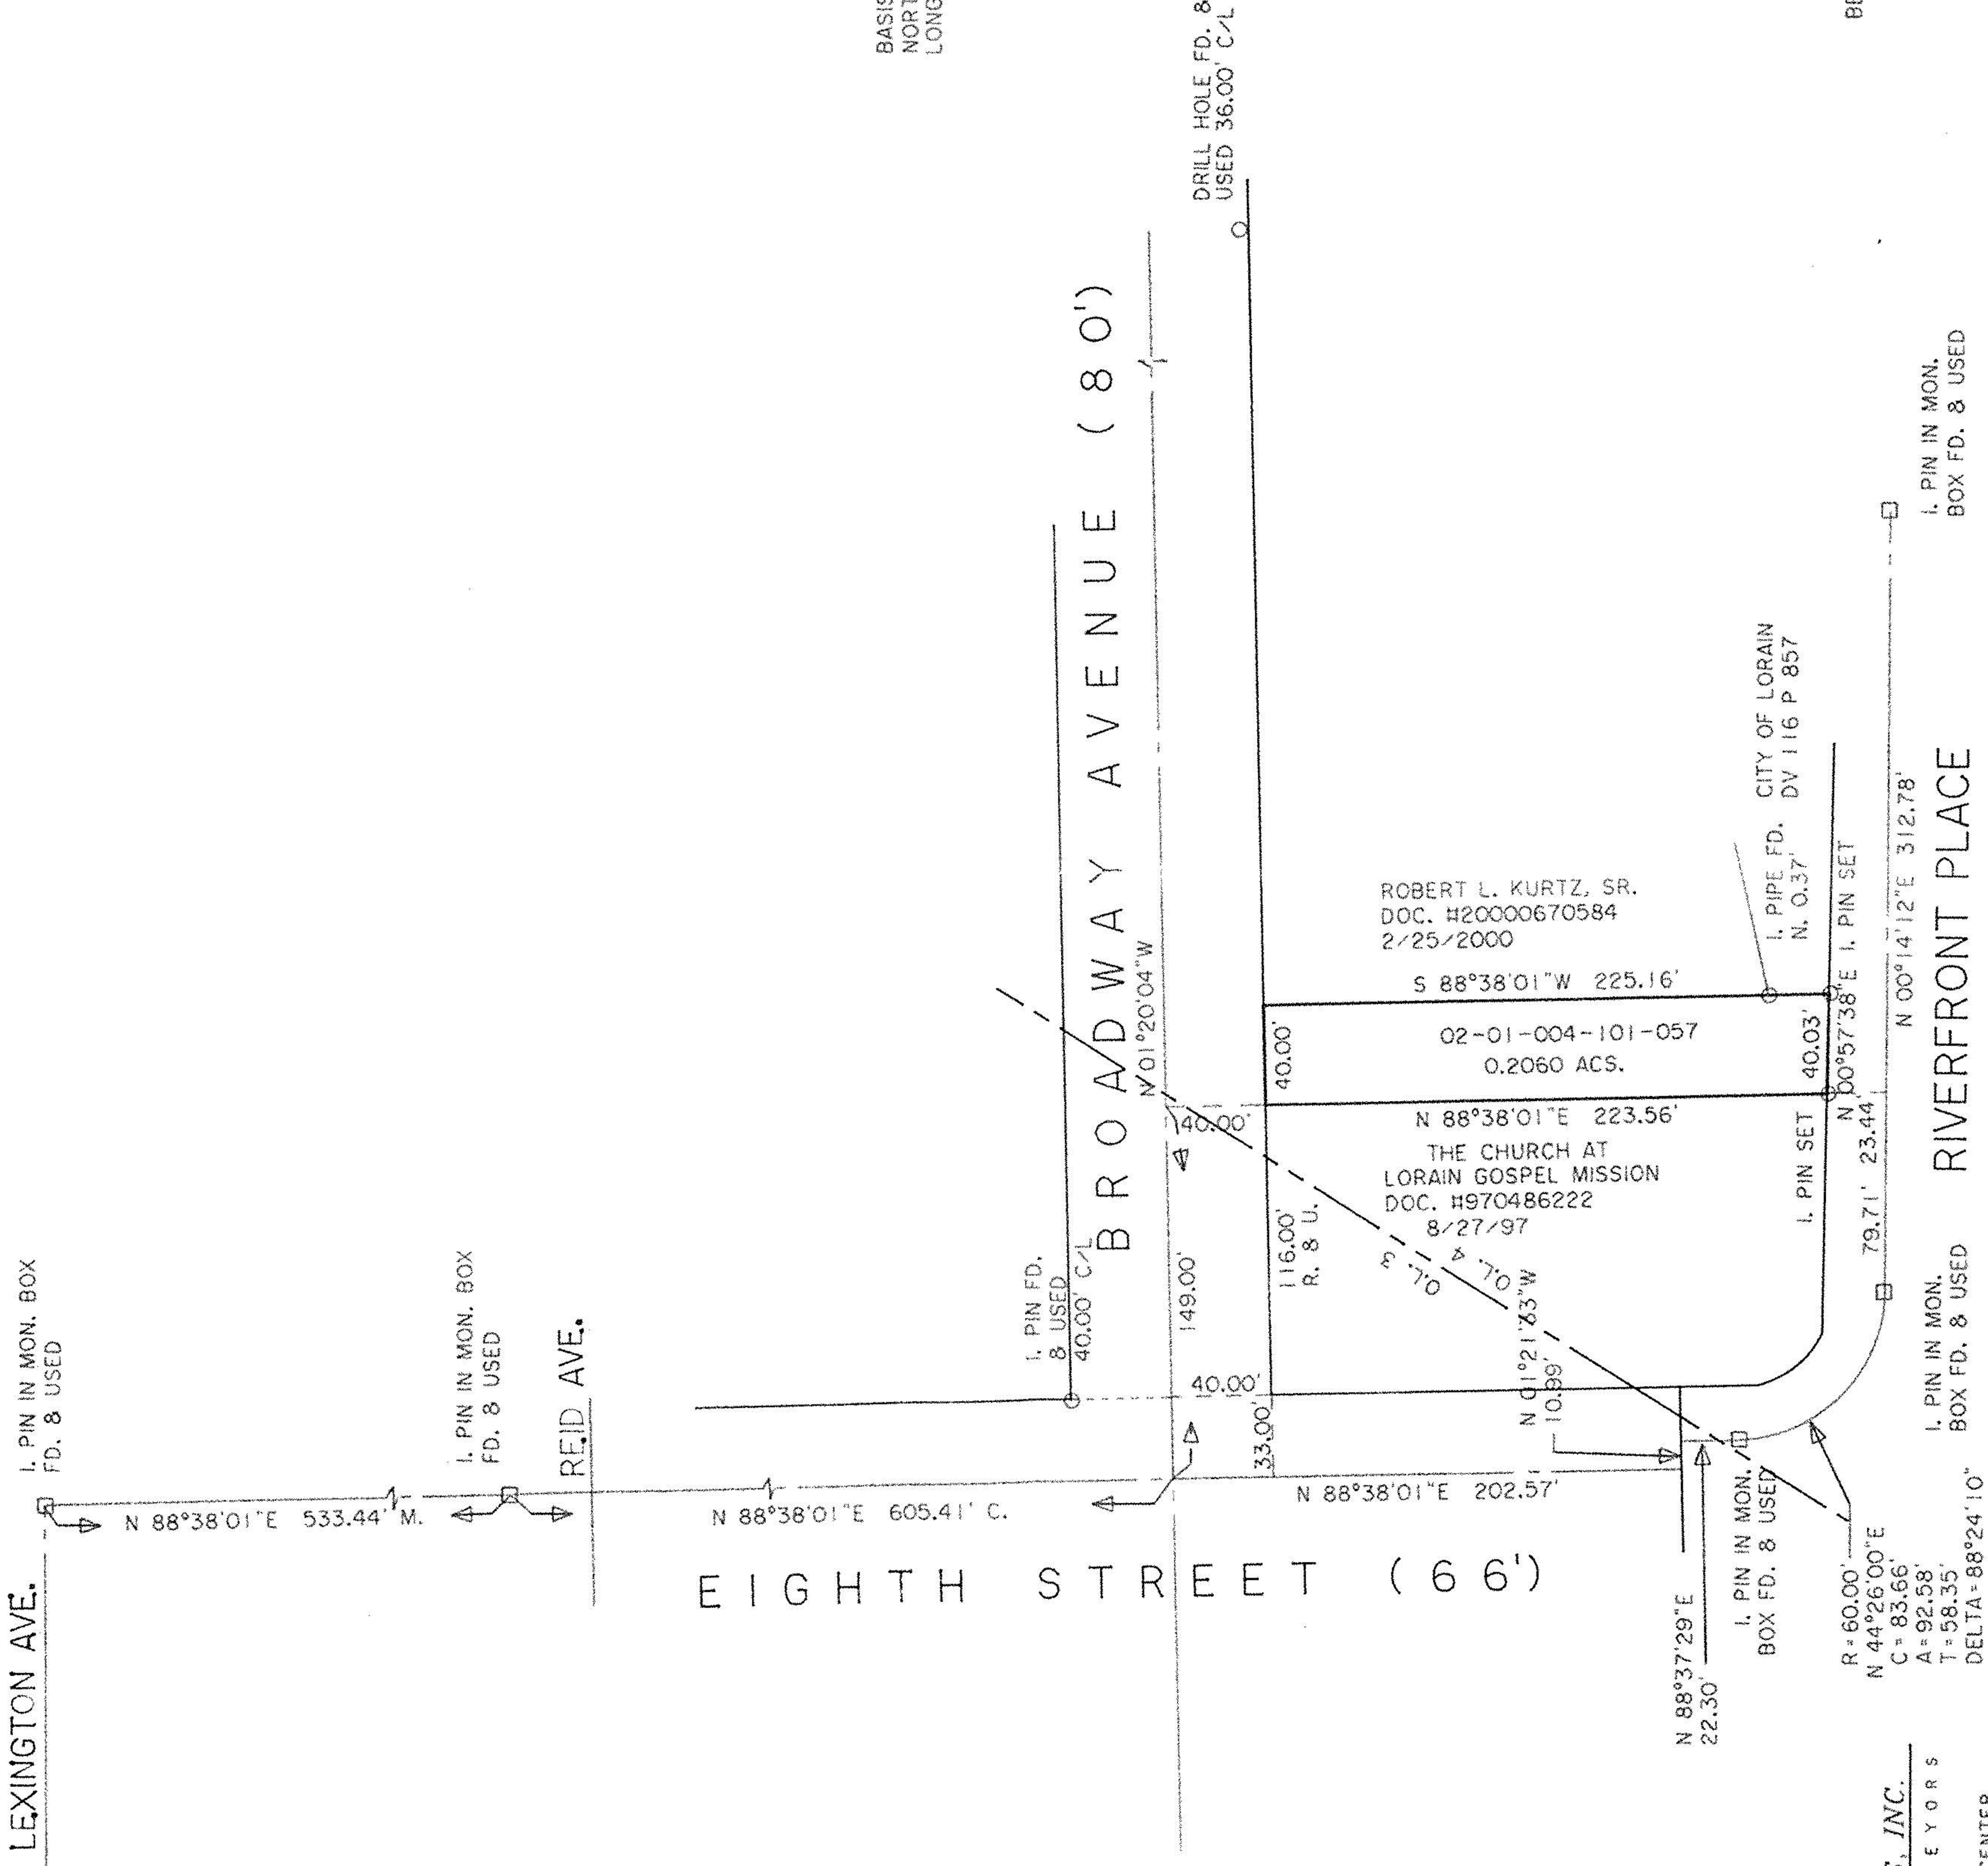 BASIS
NORT
LONG
DRILL HOLE FD. &
USED 36.00' C/L
LEXINGTON AVE.
I. PIN IN MON. BOX
FD. & USED
N 88°38'01"E 533.44' M.
I. PIN IN MON. BOX
FD. & USED
REID AVE.
N 88°38'01"E 605.41' C.
EIGHTH STREET (66')
I. PIN FD.
& USED
40.00' C/L
BROADWAY AVENUE (80')
N 01°20'04"W
40.00'
149.00'
40.00'
33.00'
116.00'
R. & U.
N 88°38'01"E 202.57'
ROBERT L. KURTZ, SR.
DOC. #20000670584
2/25/2000
S 88°38'01"W 225.16'
40.00'
02-01-004-101-057
0.2060 ACS.
40.03'
N 88°38'01"E 223.56'
THE CHURCH AT
LORAIN GOSPEL MISSION
DOC. #970486222
8/27/97
O.L. 3
O.L. 4
N 01°21'33"W
10.99'
I. PIPE FD.
N. 0.37'
CITY OF LORAIN
DV 116 P 857
N 00°57'38"E
I. PIN SET
I. PIN SET
79.71'
23.44'
N 00°14'12"E 312.78'
RIVERFRONT PLACE
I. PIN IN MON.
BOX FD. & USED
I. PIN IN MON.
BOX FD. & USED
N 88°37'29"E
22.30'
I. PIN IN MON.
BOX FD. & USED
R=60.00'
N 44°26'00"E
C=83.66'
A=92.58'
T=58.35'
DELTA=88°24'10"
, INC.
EYORS
CENTER